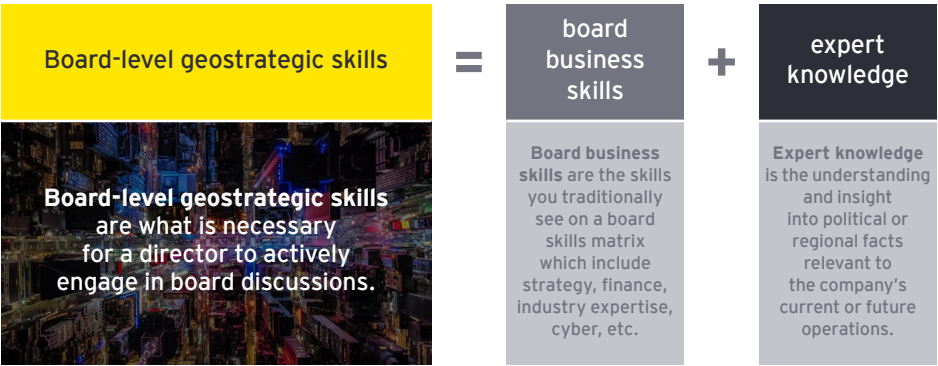 Board-level geostrategic skills
=
board
business
skills
+
expert
knowledge
Board-level geostrategic skills
are what is necessary
for a director to actively
engage in board discussions.
Board business
skills are the skills
you traditionally
see on a board
skills matrix
which include
strategy, finance,
industry expertise,
cyber, etc.
Expert knowledge
is the understanding
and insight
into political or
regional facts
relevant to
the company’s
current or future
operations.